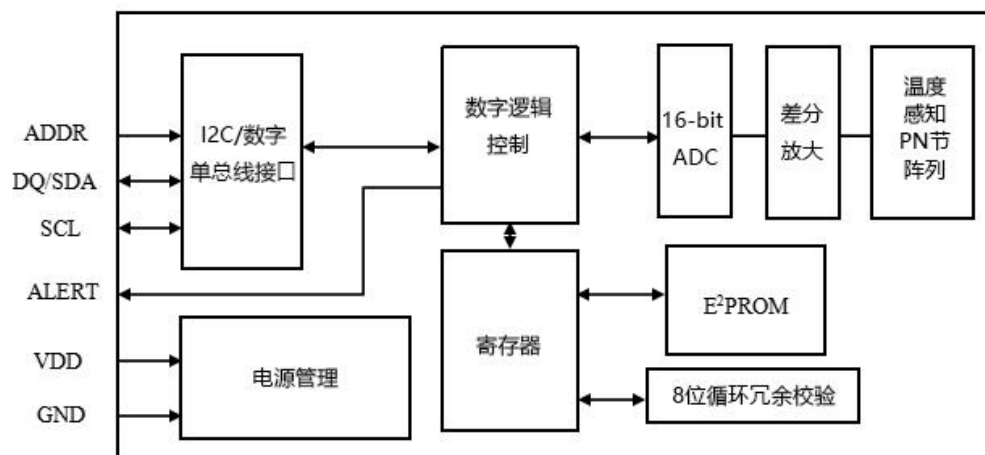 ADDR
DQ/SDA
SCL
ALERT
VDD
GND
I2C/数字
单总线接口
电源管理
数字逻辑
控制
寄存器
16-bit
ADC
差分
放大
温度
感知
PN节
阵列
E²PROM
8位循环冗余校验